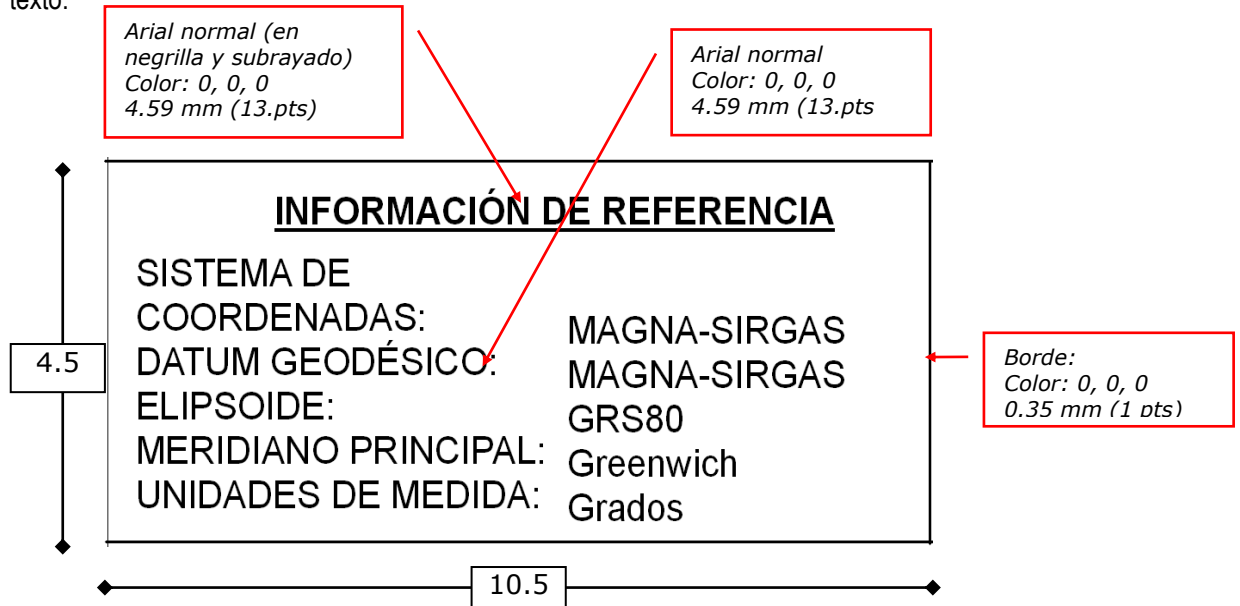 texto.
Arial normal (en
negrilla y subrayado)
Color: 0, 0, 0
4.59 mm (13.pts)
Arial normal
Color: 0, 0, 0
4.59 mm (13.pts
INFORMACIÓN DE REFERENCIA
SISTEMA DE
COORDENADAS:
DATUM GEODÉSICO:
ELIPSOIDE:
MERIDIANO PRINCIPAL:
UNIDADES DE MEDIDA:
MAGNA-SIRGAS
MAGNA-SIRGAS
GRS80
Greenwich
Grados
4.5
Borde:
Color: 0, 0, 0
0.35 mm (1 pts)
10.5